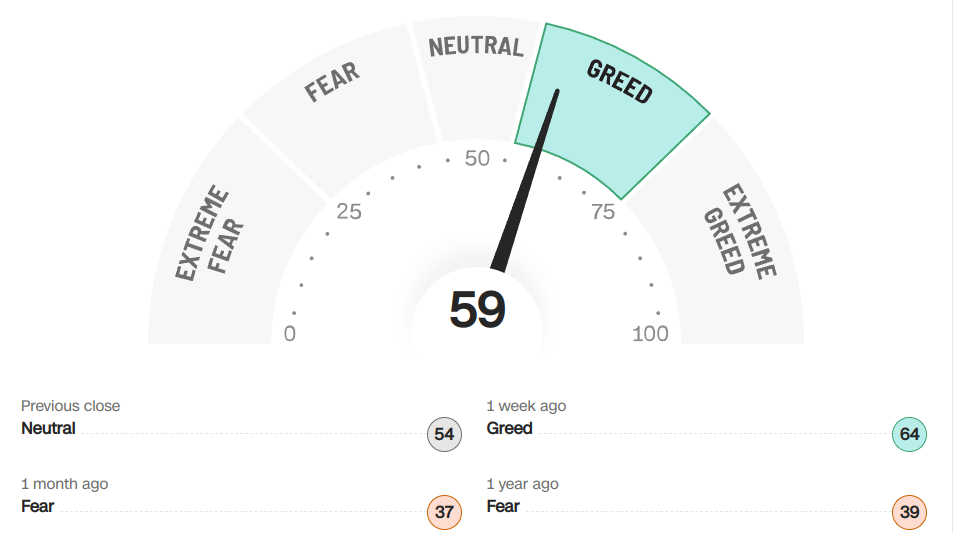 EXTREME
FEAR
FEAR
NEUTRAL
GREED
EXTREME
GREED
0
25
50
75
100
59
Previous close
Neutral
54
1 week ago
Greed
64
1 month ago
Fear
37
1 year ago
Fear
39